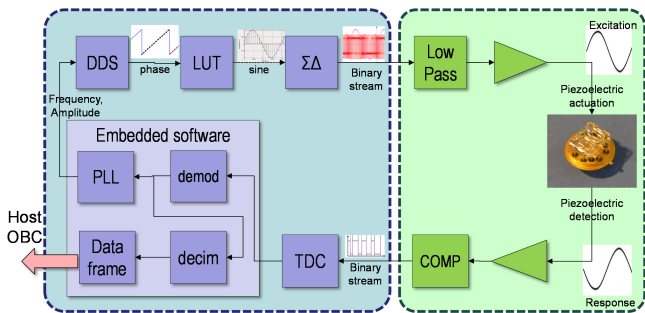 DDS
phase
LUT
sine
ΣΔ
Binary
stream
Low
Pass
Excitation
Piezoelectric
actuation
Frequency,
Amplitude
Embedded software
PLL
demod
Data
frame
decim
Host
OBC
TDC
Binary
stream
COMP
Piezoelectric
detection
Response